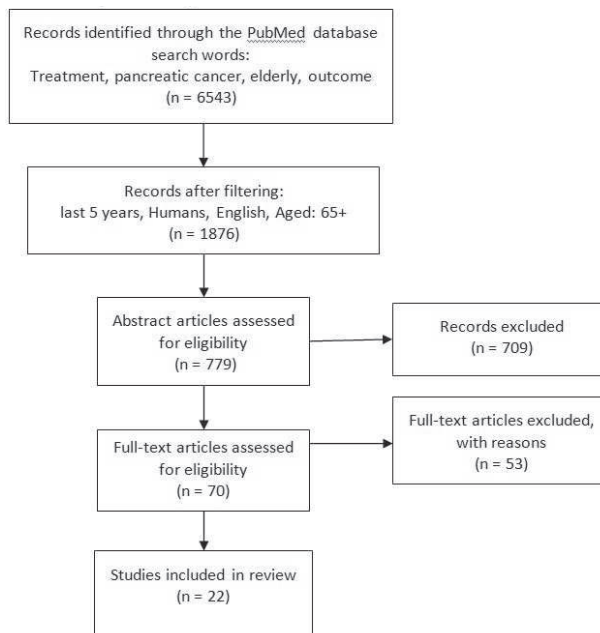 Records identified through the PubMed database
search words:
Treatment, pancreatic cancer, elderly, outcome
(n = 6543)
Records after filtering:
last 5 years, Humans, English, Aged: 65+
(n = 1876)
Abstract articles assessed
for eligibility
(n = 779)
Records excluded
(n = 709)
Full-text articles excluded,
with reasons
(n = 53)
Full-text articles assessed
for eligibility
(n = 70)
Studies included in review
(n = 22)